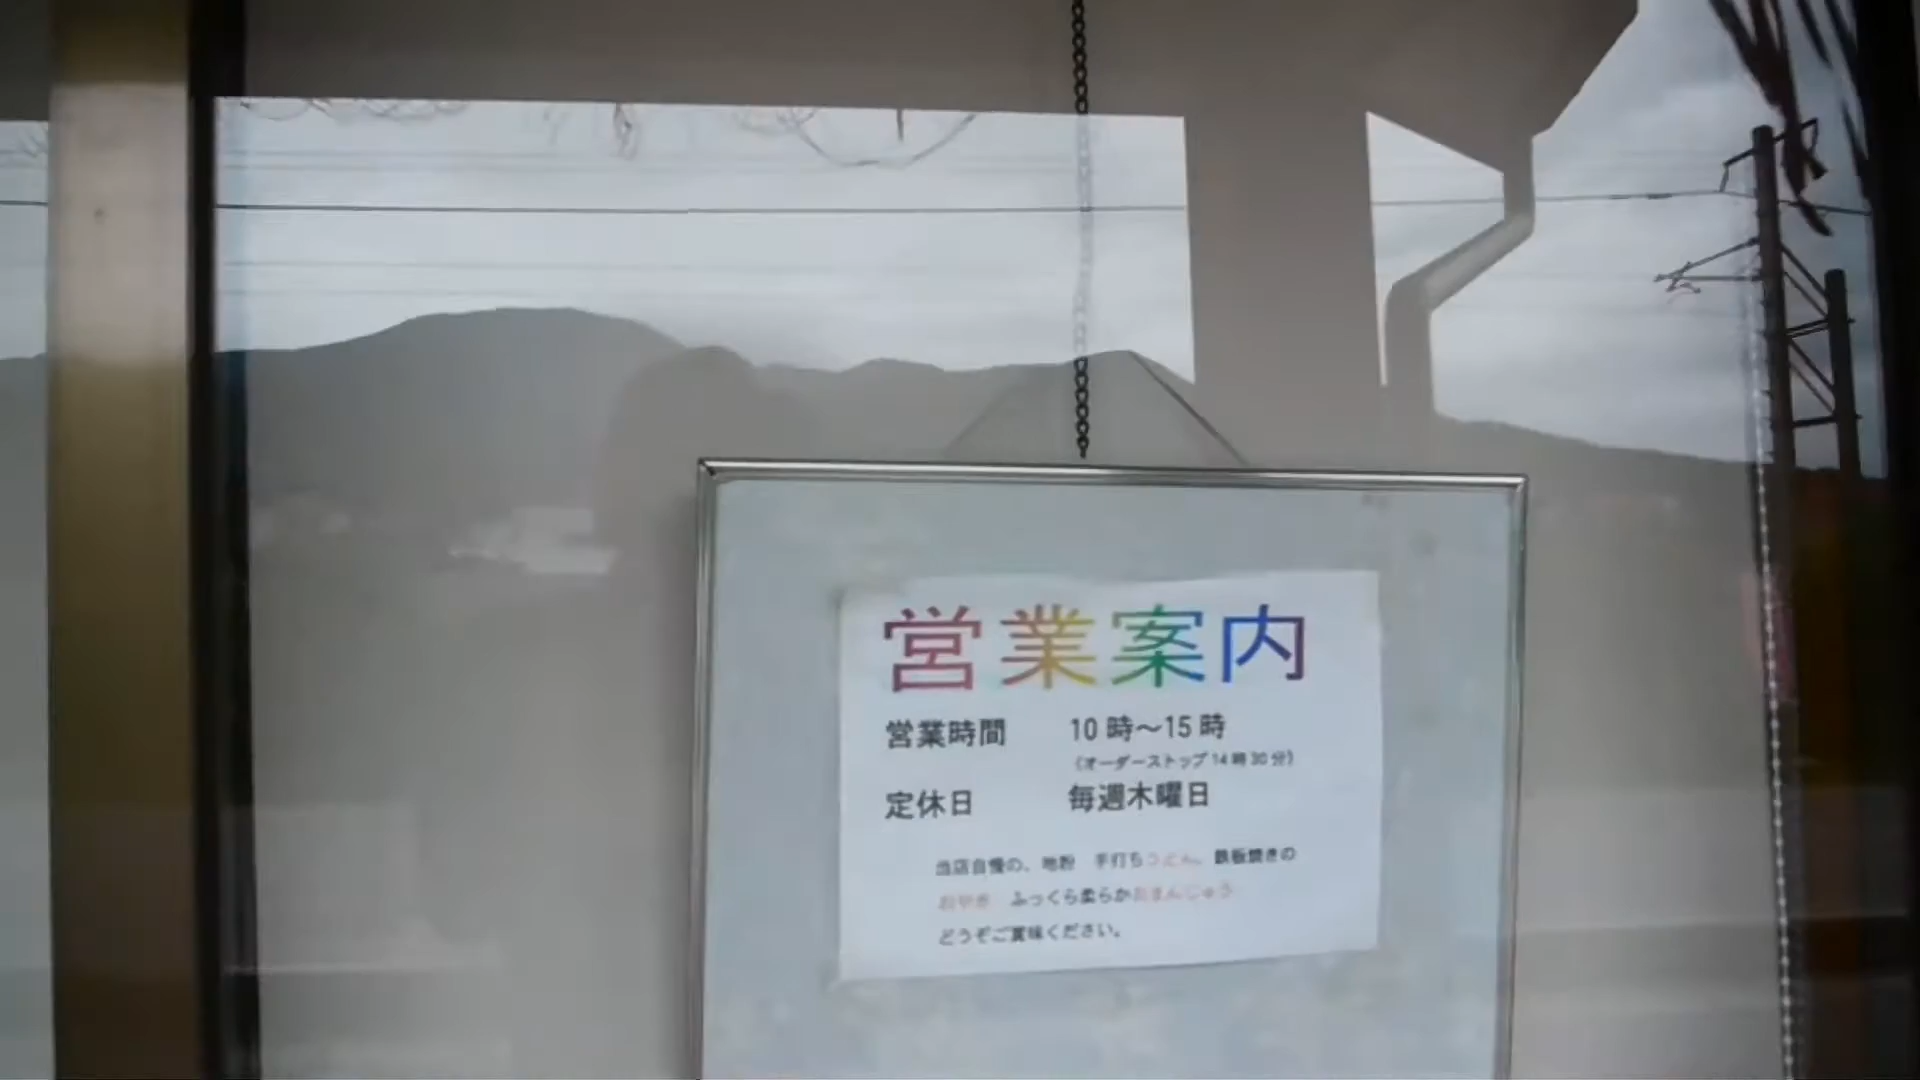 営業案内
営業時間 10時～15時
(オーダーストップ14時30分)
定休日 毎週木曜日
当店自慢の、地粉 手打ちうどん、鉄板焼きの
おやき ふっくら柔らかおまんじゅう
どうぞご賞味ください。